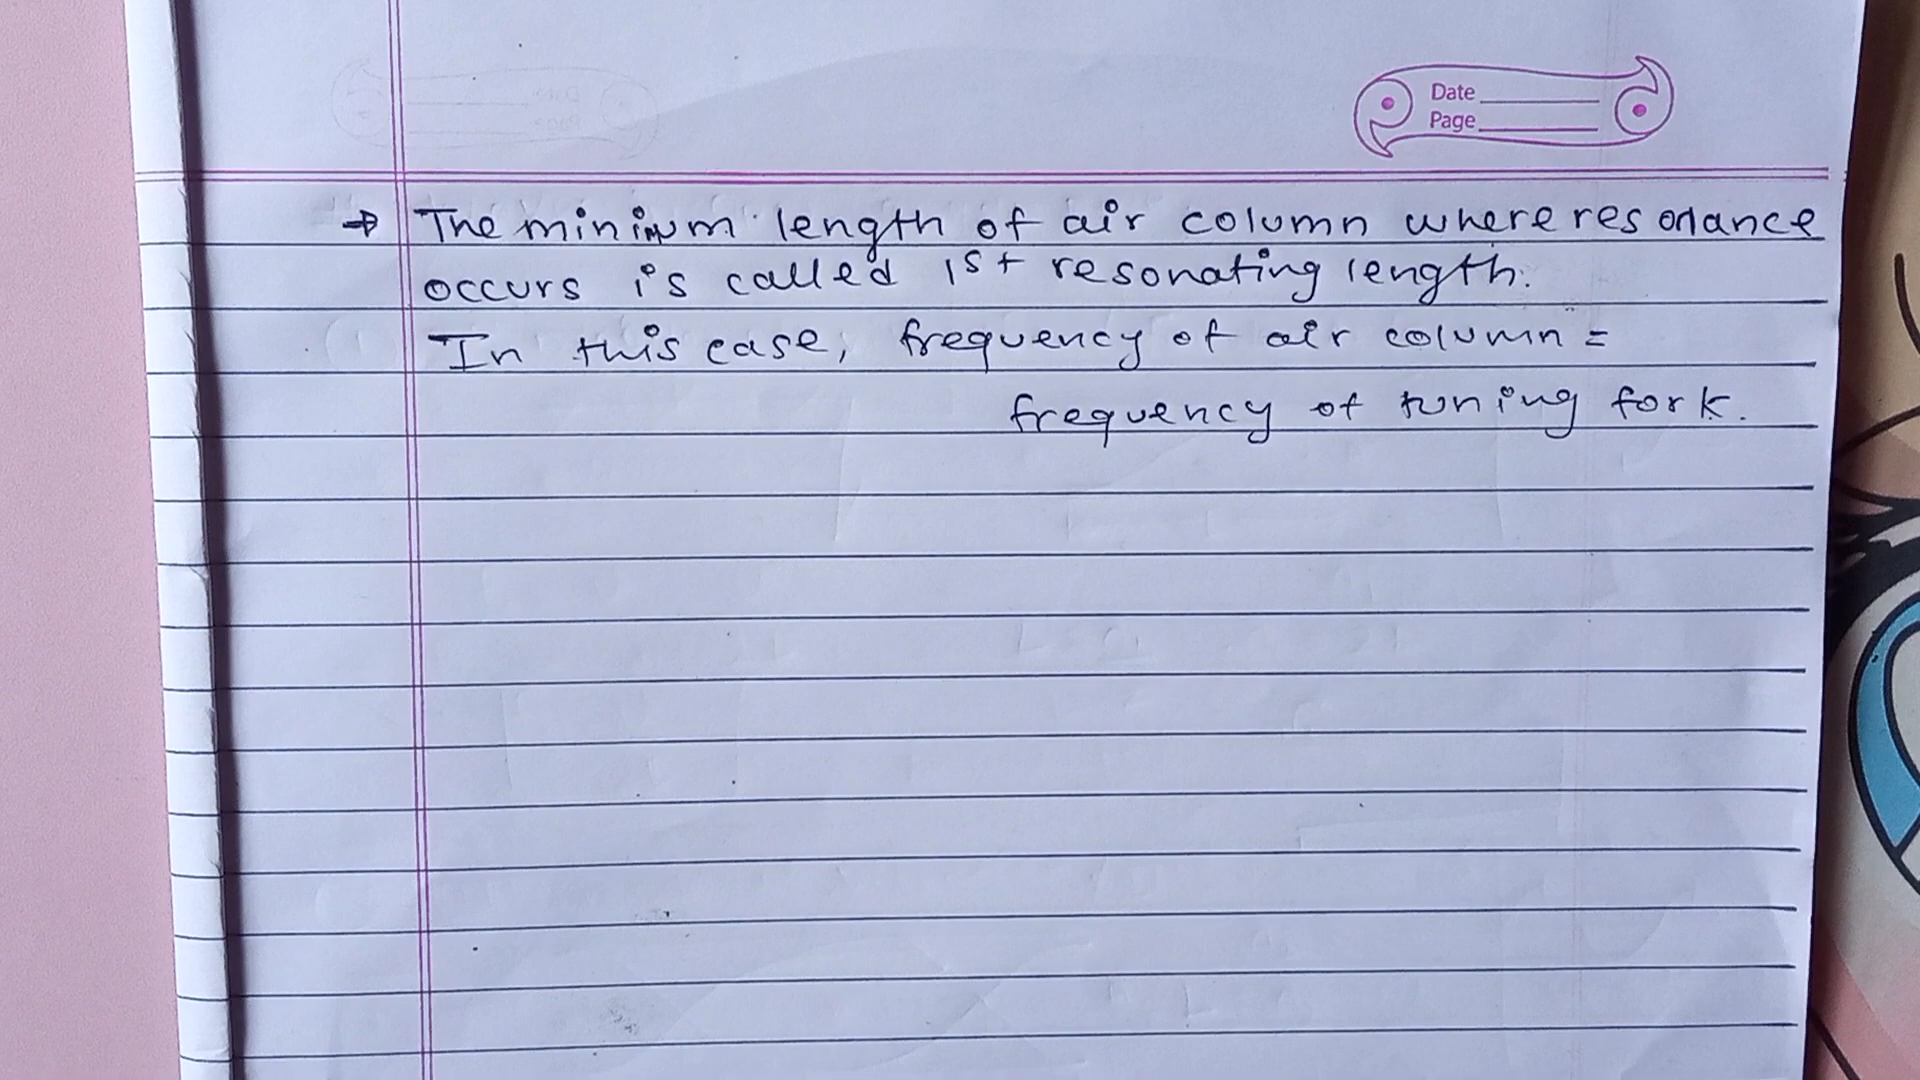 Date
Page
→ The minimum length of air column where resonance
occurs is called 1st resonating length.
In this case, frequency of air column =
frequency of tuning fork.